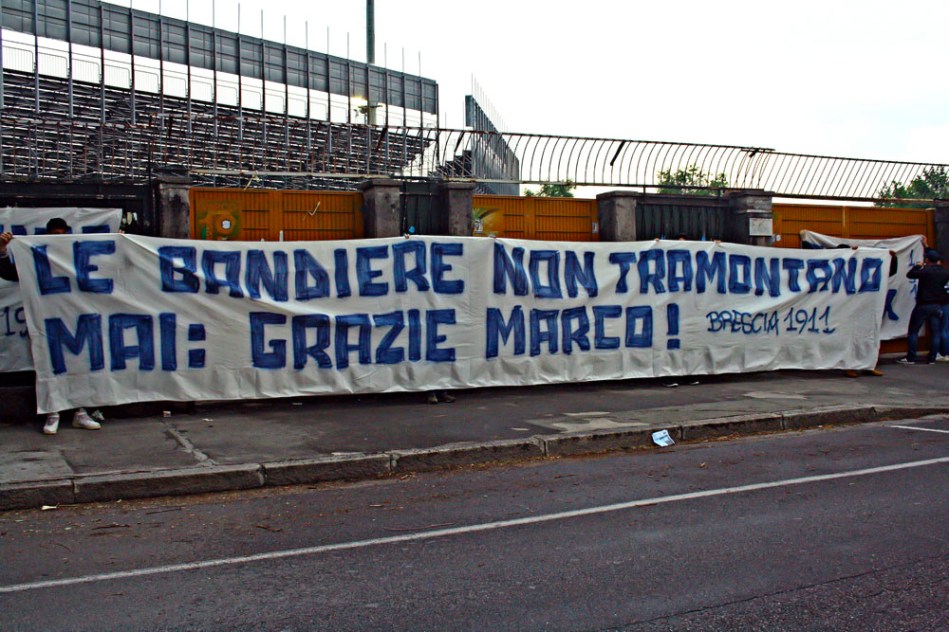 LE BANDIERE NON TRAMONTANO
MAI: GRAZIE MARCO!
BRESCIA 1911